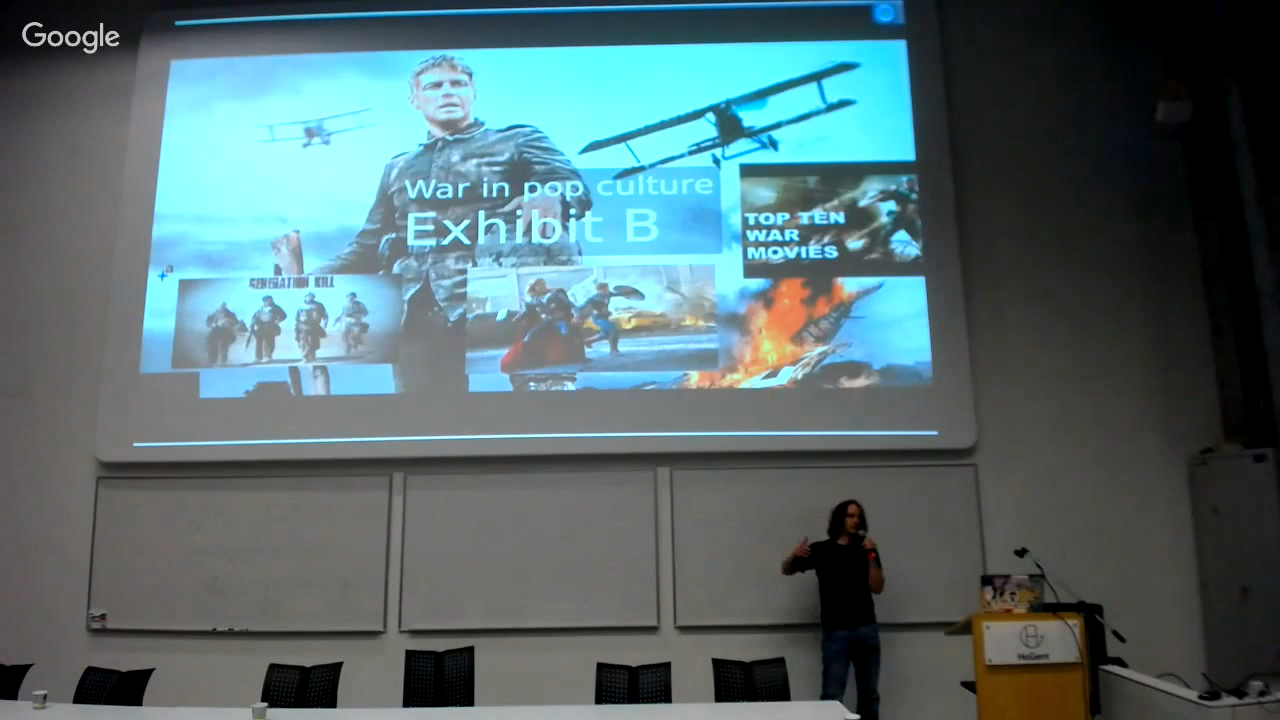 Google
War in pop culture
Exhibit B
TOP TEN
WAR
MOVIES
GENERATION KILL
HoGent